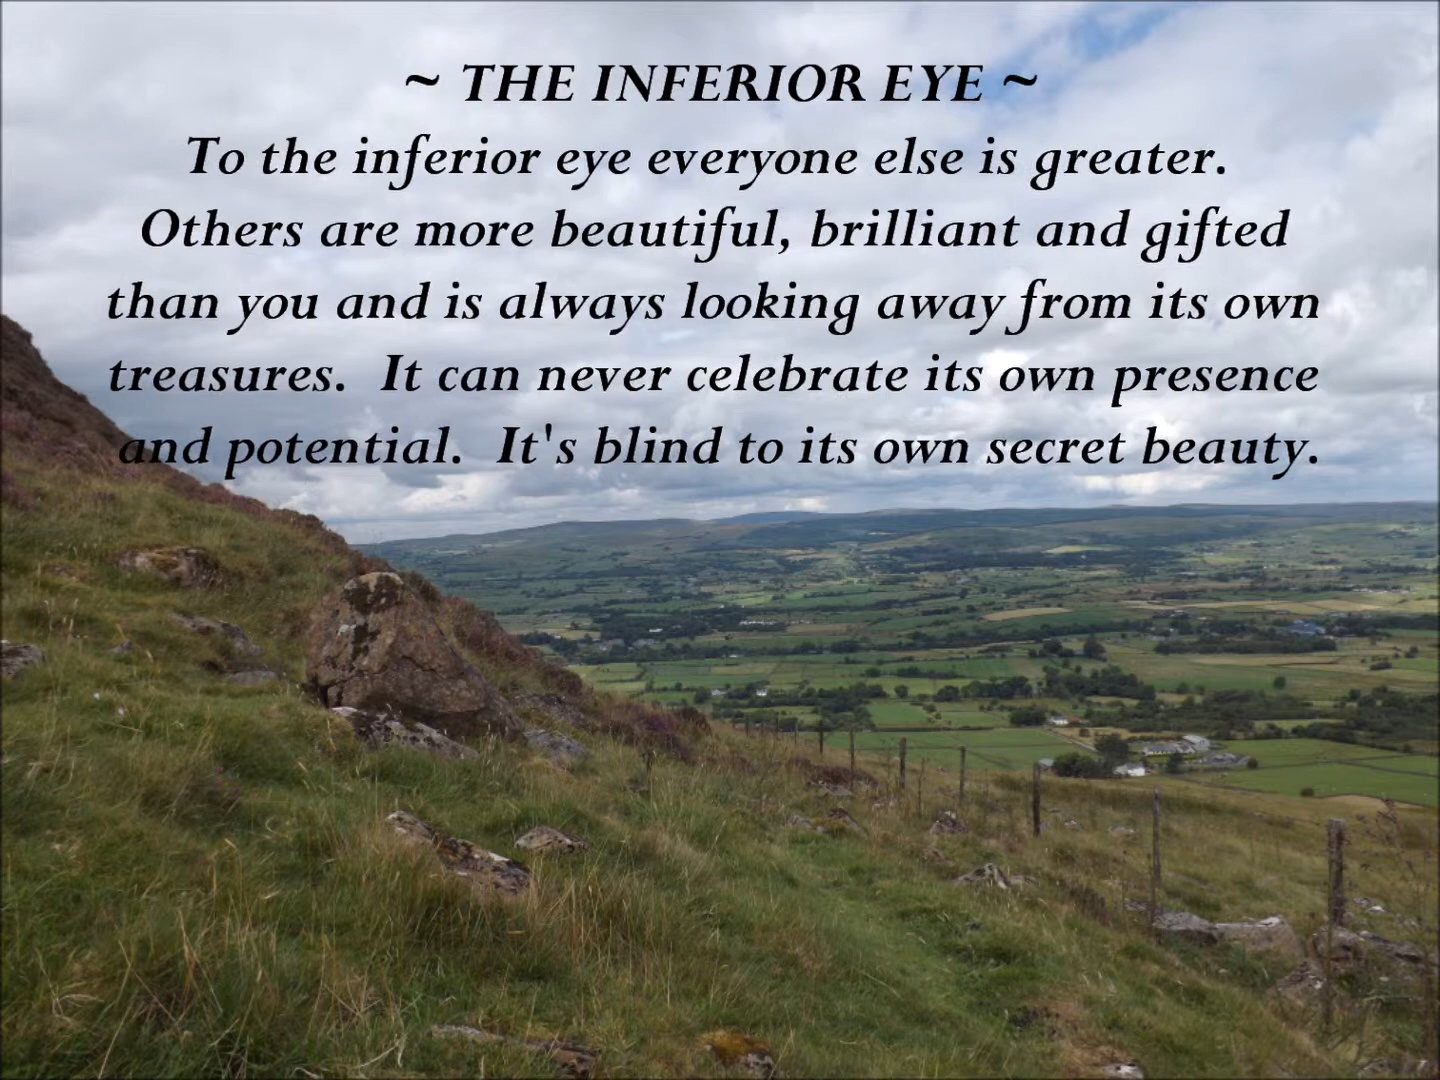 ~ THE INFERIOR EYE ~
To the inferior eye everyone else is greater.
Others are more beautiful, brilliant and gifted
than you and is always looking away from its own
treasures.  It can never celebrate its own presence
and potential.  It's blind to its own secret beauty.